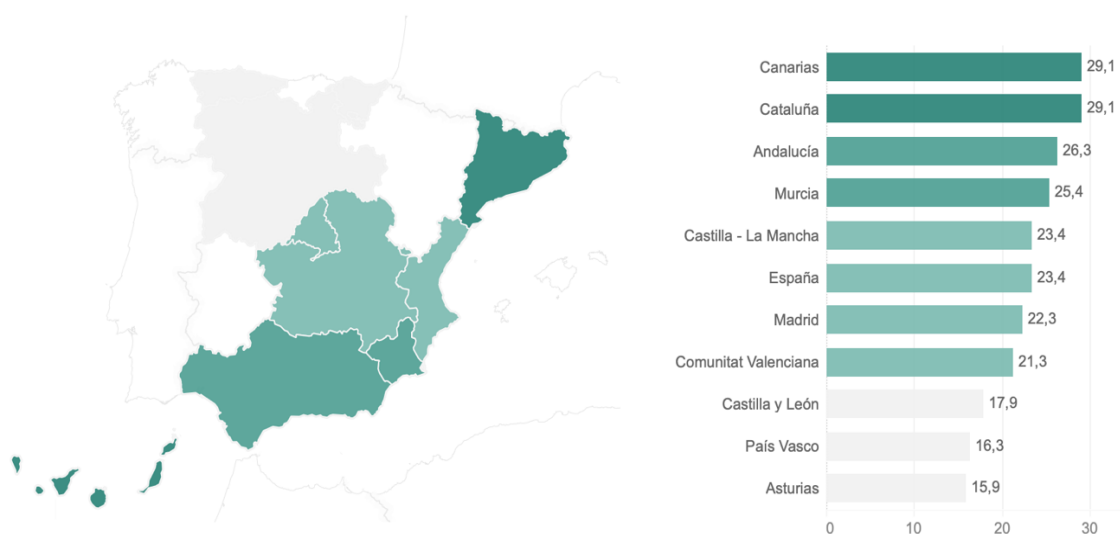 Canarias 29,1
Cataluña 29,1
Andalucía 26,3
Murcia 25,4
Castilla - La Mancha 23,4
España 23,4
Madrid 22,3
Comunitat Valenciana 21,3
Castilla y León 17,9
País Vasco 16,3
Asturias 15,9
0 10 20 30